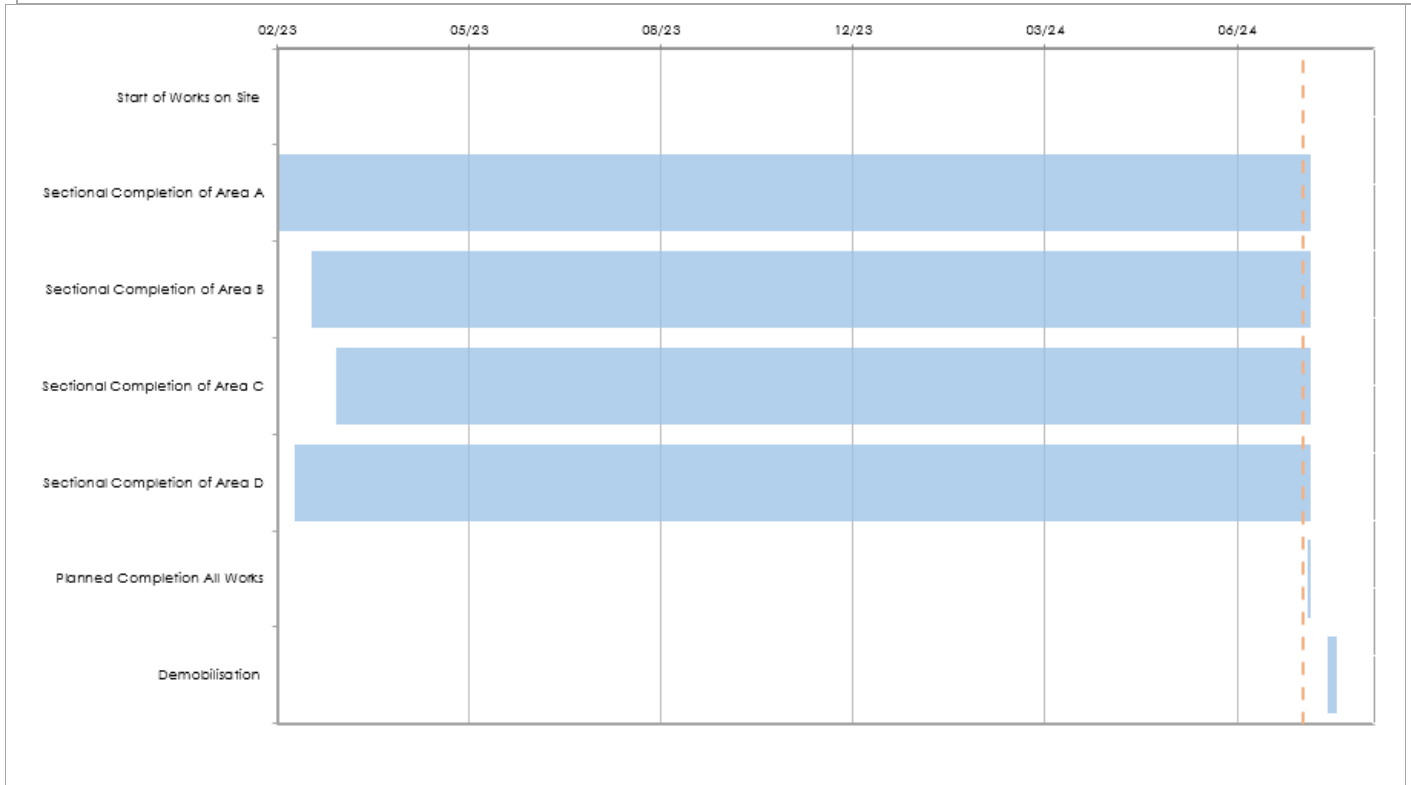 02/23 05/23 08/23 12/23 03/24 06/24
Start of Works on Site
Sectional Completion of Area A
Sectional Completion of Area B
Sectional Completion of Area C
Sectional Completion of Area D
Planned Completion All Works
Demobilisation